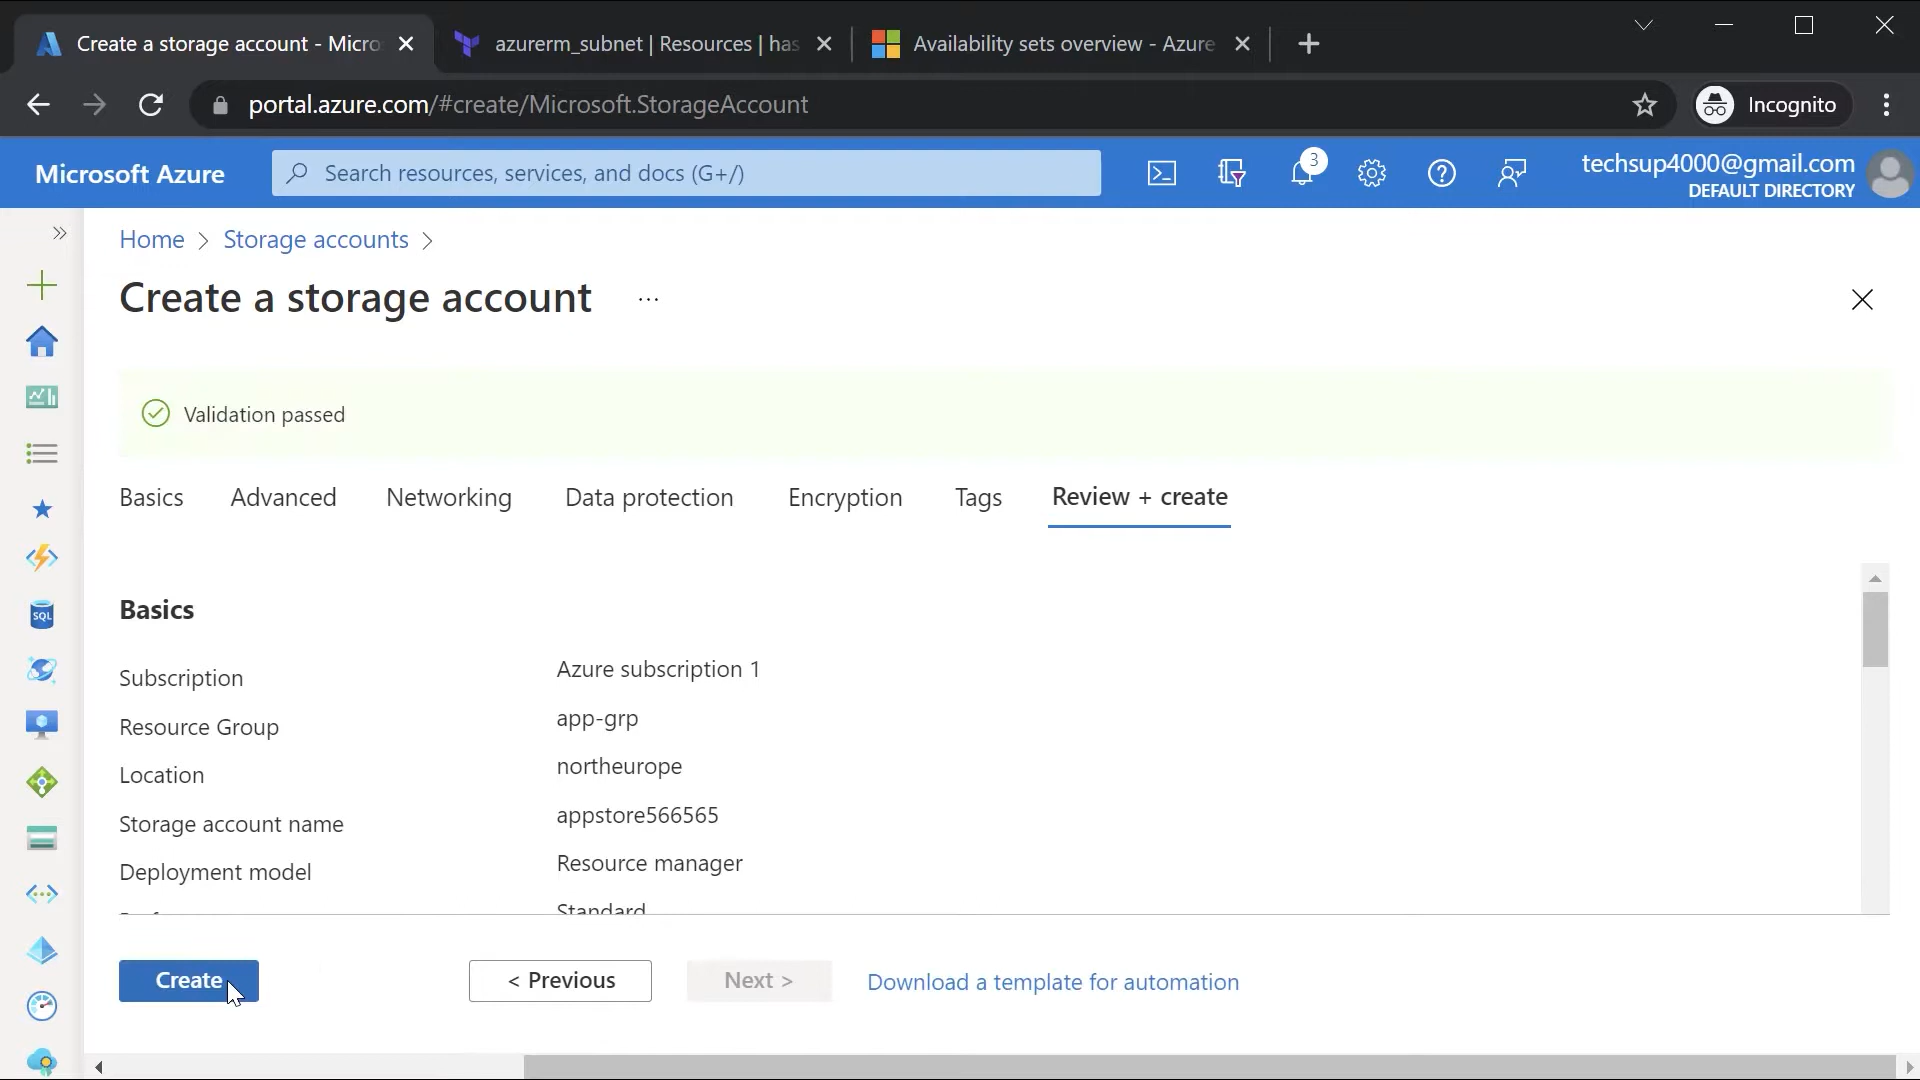 Create a storage account - Micro
azurerm_subnet | Resources | has
Availability sets overview - Azure
portal.azure.com/#create/Microsoft.StorageAccount
Incognito
Microsoft Azure
Search resources, services, and docs (G+/)
3
techsup4000@gmail.com
DEFAULT DIRECTORY
Home > Storage accounts >
Create a storage account ...
Validation passed
Basics Advanced Networking Data protection Encryption Tags Review + create
Basics
Subscription Azure subscription 1
Resource Group app-grp
Location northeurope
Storage account name appstore566565
Deployment model Resource manager
Standard
SQL
Create < Previous Next > Download a template for automation